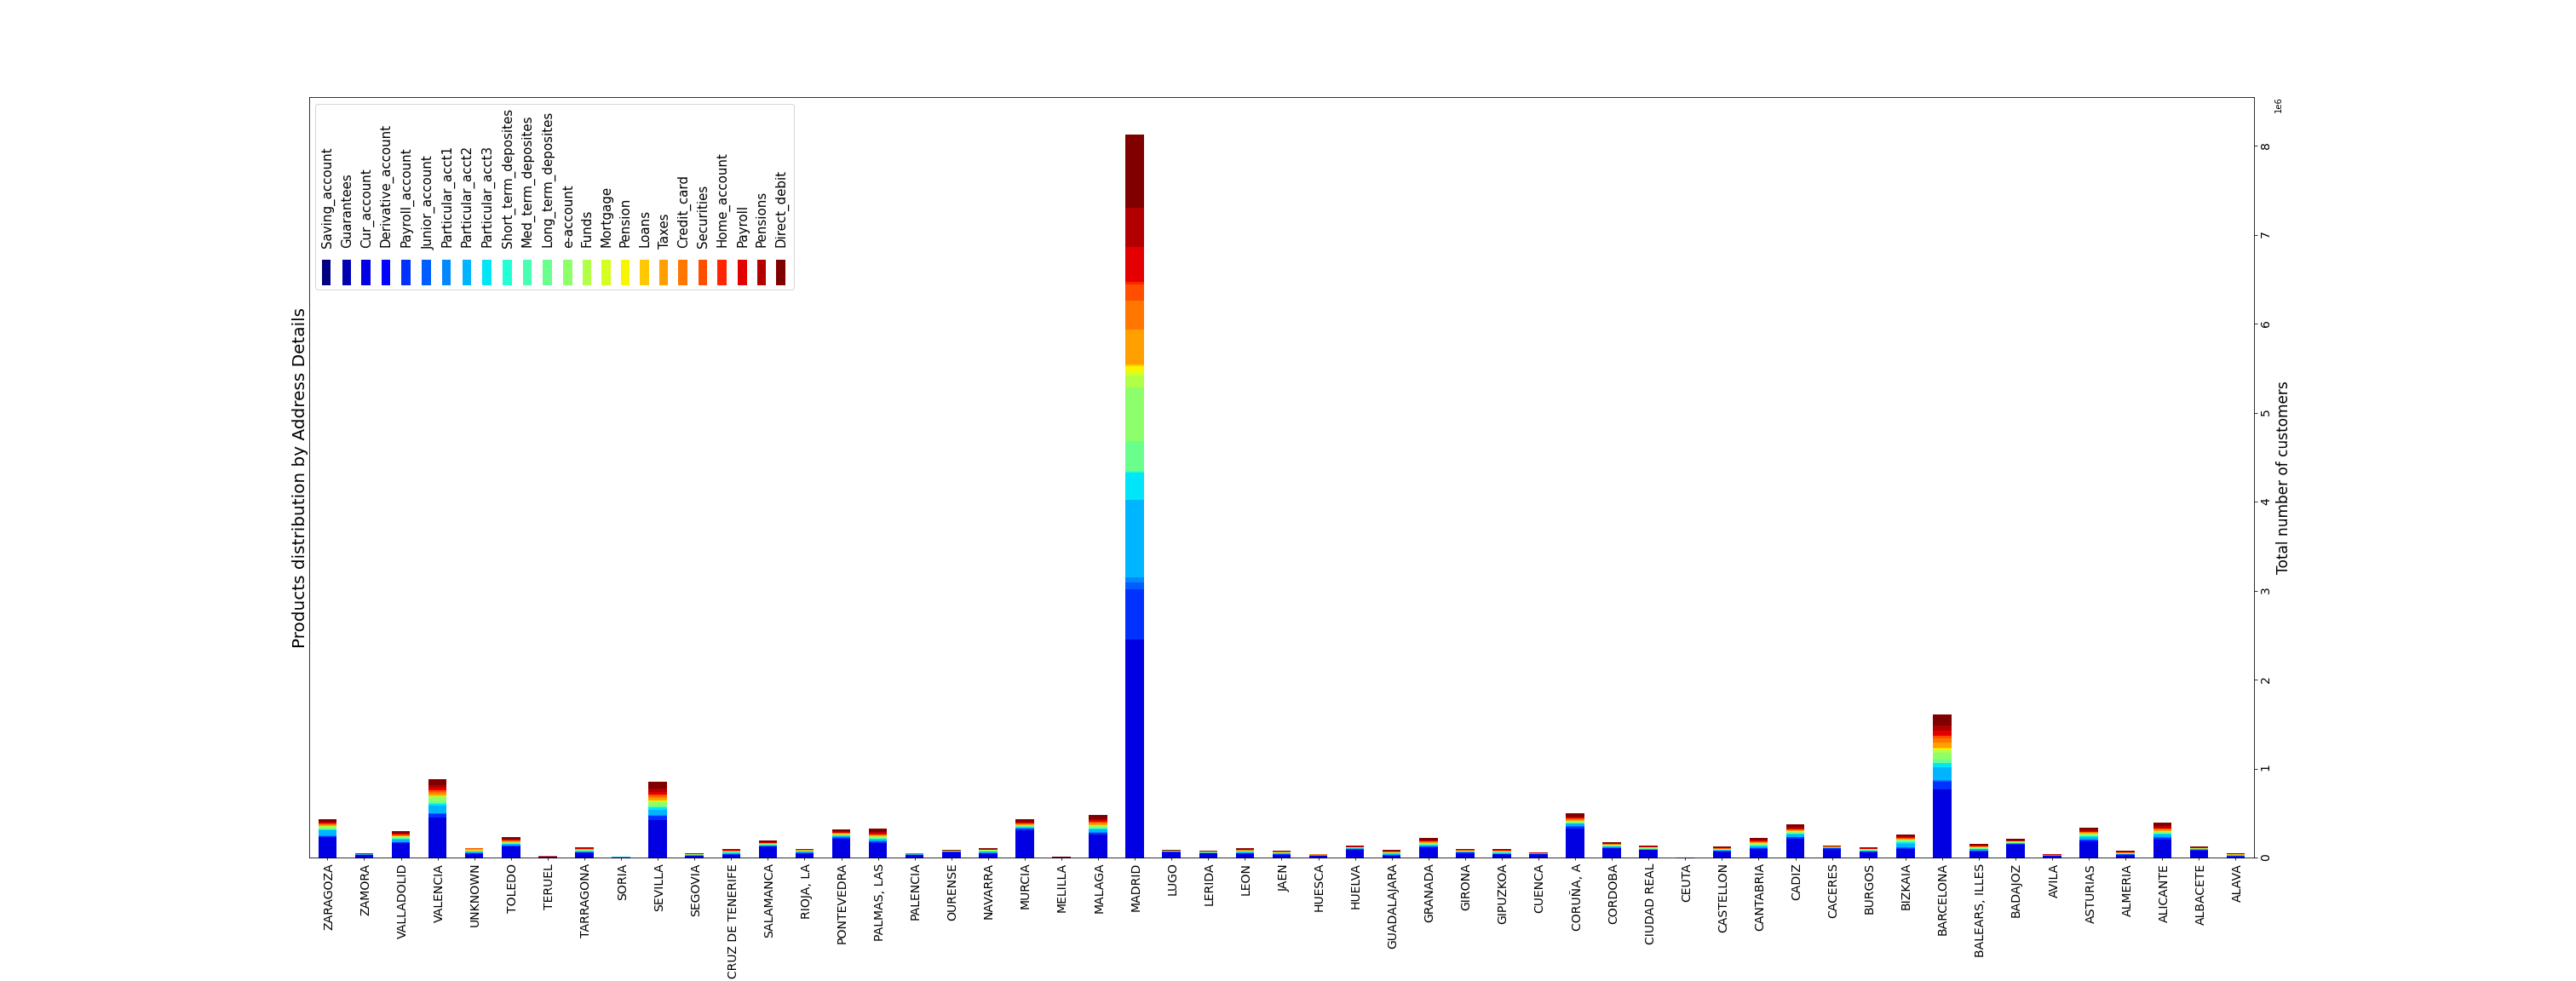 Products distribution by Address Details
Saving_account
Guarantees
Cur_account
Derivative_account
Payroll_account
Junior_account
Particular_acct1
Particular_acct2
Particular_acct3
Short_term_deposites
Med_term_deposites
Long_term_deposites
e-account
Funds
Mortgage
Pension
Loans
Taxes
Credit_card
Securities
Home_account
Payroll
Pensions
Direct_debit
ZARAGOZA
ZAMORA
VALLADOLID
VALENCIA
UNKNOWN
TOLEDO
TERUEL
TARRAGONA
SORIA
SEVILLA
SEGOVIA
CRUZ DE TENERIFE
SALAMANCA
RIOJA, LA
PONTEVEDRA
PALMAS, LAS
PALENCIA
OURENSE
NAVARRA
MURCIA
MELILLA
MALAGA
MADRID
LUGO
LERIDA
LEON
JAEN
HUESCA
HUELVA
GUADALAJARA
GRANADA
GIRONA
GIPUZKOA
CUENCA
CORUÑA, A
CORDOBA
CIUDAD REAL
CEUTA
CASTELLON
CANTABRIA
CADIZ
CACERES
BURGOS
BIZKAIA
BARCELONA
BALEARS, ILLES
BADAJOZ
AVILA
ASTURIAS
ALMERIA
ALICANTE
ALBACETE
ALAVA
0
1
2
3
4
5
6
7
8
1e6
Total number of customers